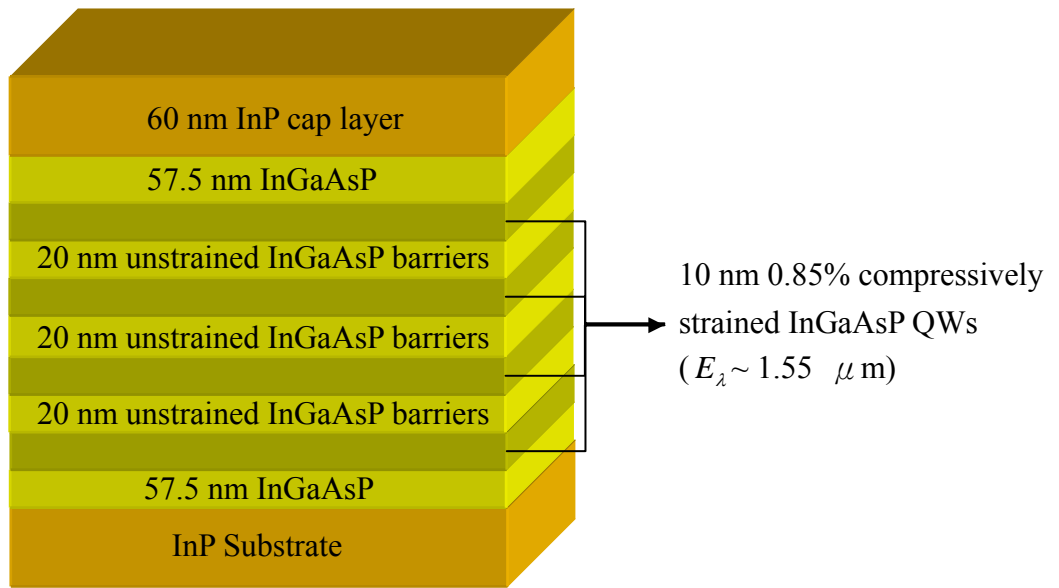 60 nm InP cap layer
57.5 nm InGaAsP
20 nm unstrained InGaAsP barriers
20 nm unstrained InGaAsP barriers
20 nm unstrained InGaAsP barriers
57.5 nm InGaAsP
InP Substrate
10 nm 0.85% compressively
strained InGaAsP QWs
( E_λ ~ 1.55 μ m)